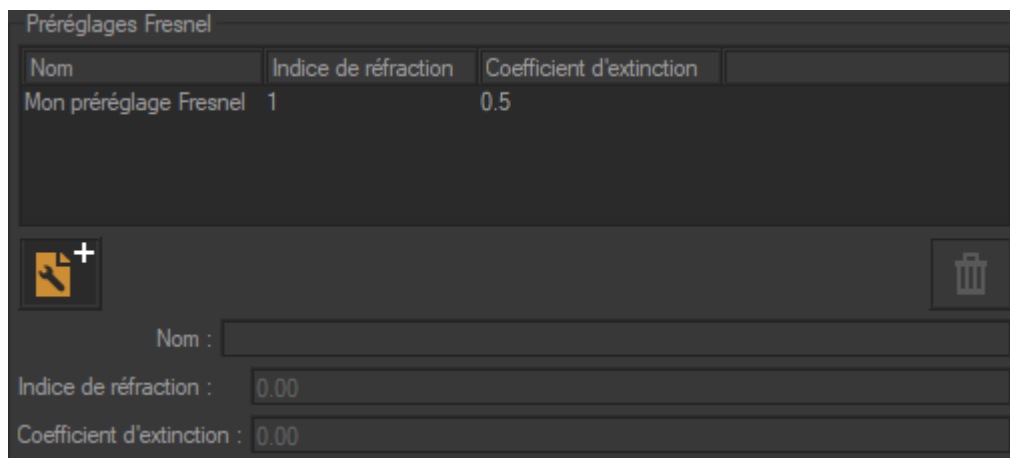 Préréglages Fresnel
Nom Indice de réfraction Coefficient d'extinction
Mon préréglage Fresnel 1 0.5
Nom :
Indice de réfraction : 0.00
Coefficient d'extinction : 0.00